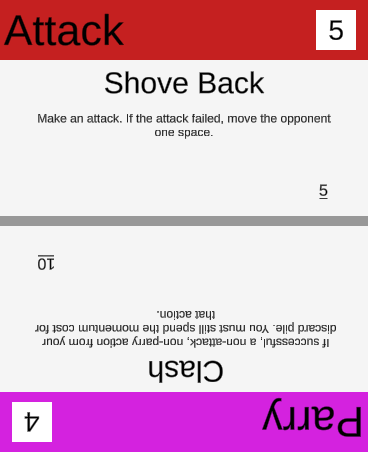 Attack 5
Shove Back
Make an attack. If the attack failed, move the opponent
one space.
5
Parry 4
Clash
If successful, a non-attack, non-parry action from your
discard pile. You must still spend the momentum cost for
that action.
10